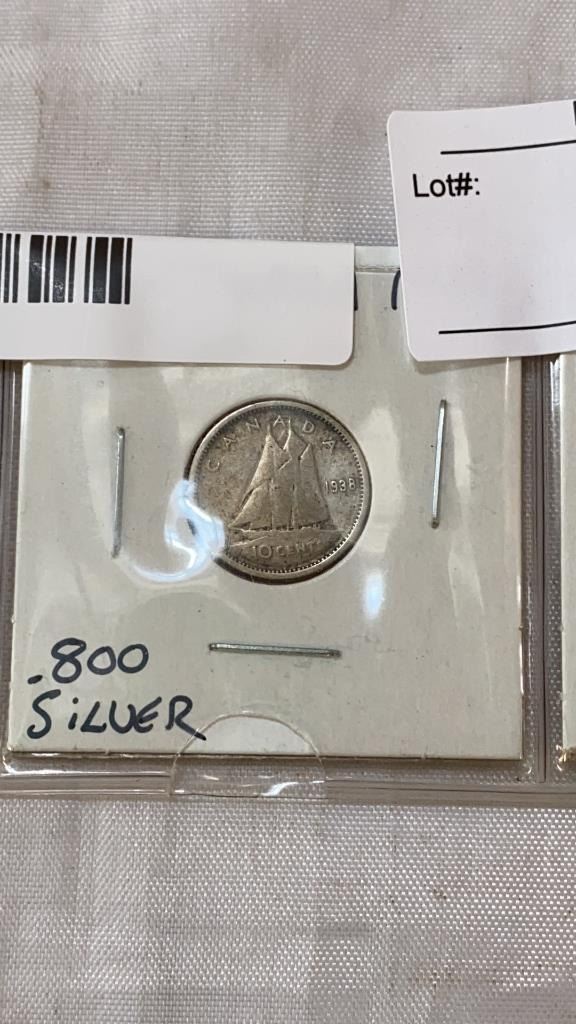 Lot#:
CANADA
1938
10 CENTS
.800
SILVER